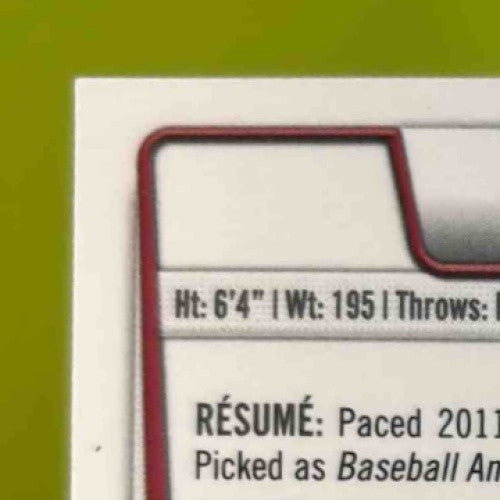 Ht: 6'4" | Wt: 195 | Throws:
RÉSUMÉ: Paced 2011
Picked as Baseball